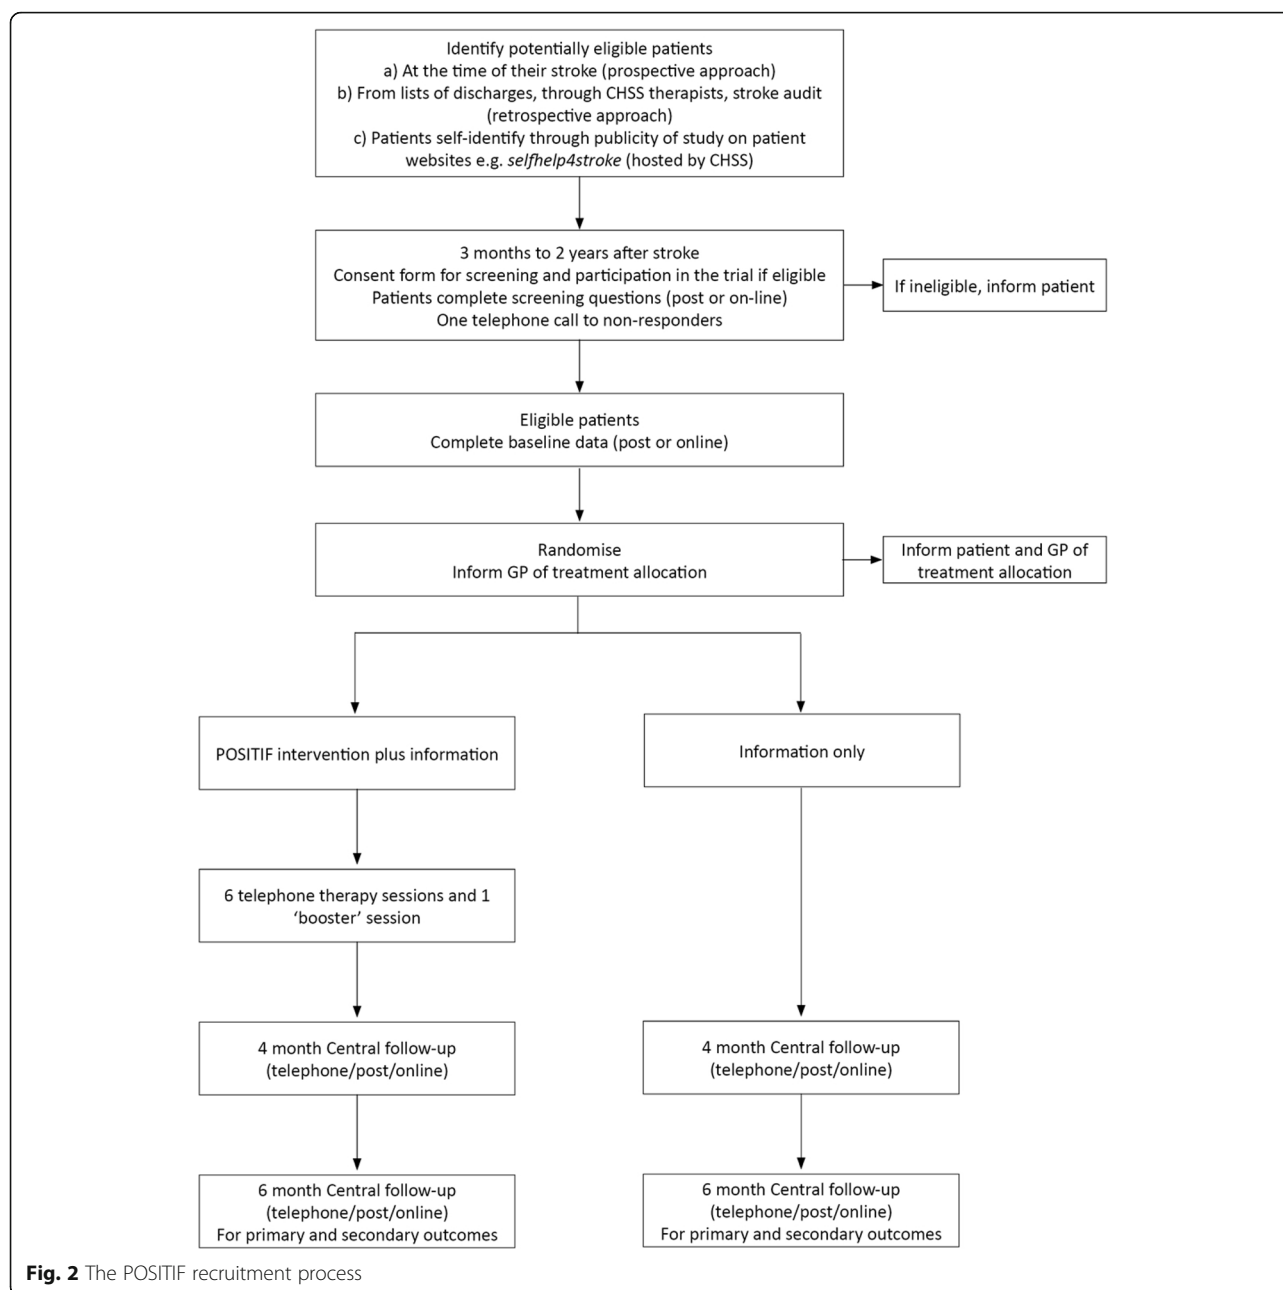 Identify potentially eligible patients
a) At the time of their stroke (prospective approach)
b) From lists of discharges, through CHSS therapists, stroke audit
(retrospective approach)
c) Patients self-identify through publicity of study on patient
websites e.g. selfhelp4stroke (hosted by CHSS)
3 months to 2 years after stroke
Consent form for screening and participation in the trial if eligible
Patients complete screening questions (post or on-line)
One telephone call to non-responders
If ineligible, inform patient
Eligible patients
Complete baseline data (post or online)
Randomise
Inform GP of treatment allocation
Inform patient and GP of
treatment allocation
POSITIF intervention plus information
Information only
6 telephone therapy sessions and 1
‘booster’ session
4 month Central follow-up
(telephone/post/online)
4 month Central follow-up
(telephone/post/online)
6 month Central follow-up
(telephone/post/online)
For primary and secondary outcomes
6 month Central follow-up
(telephone/post/online)
For primary and secondary outcomes
Fig. 2 The POSITIF recruitment process